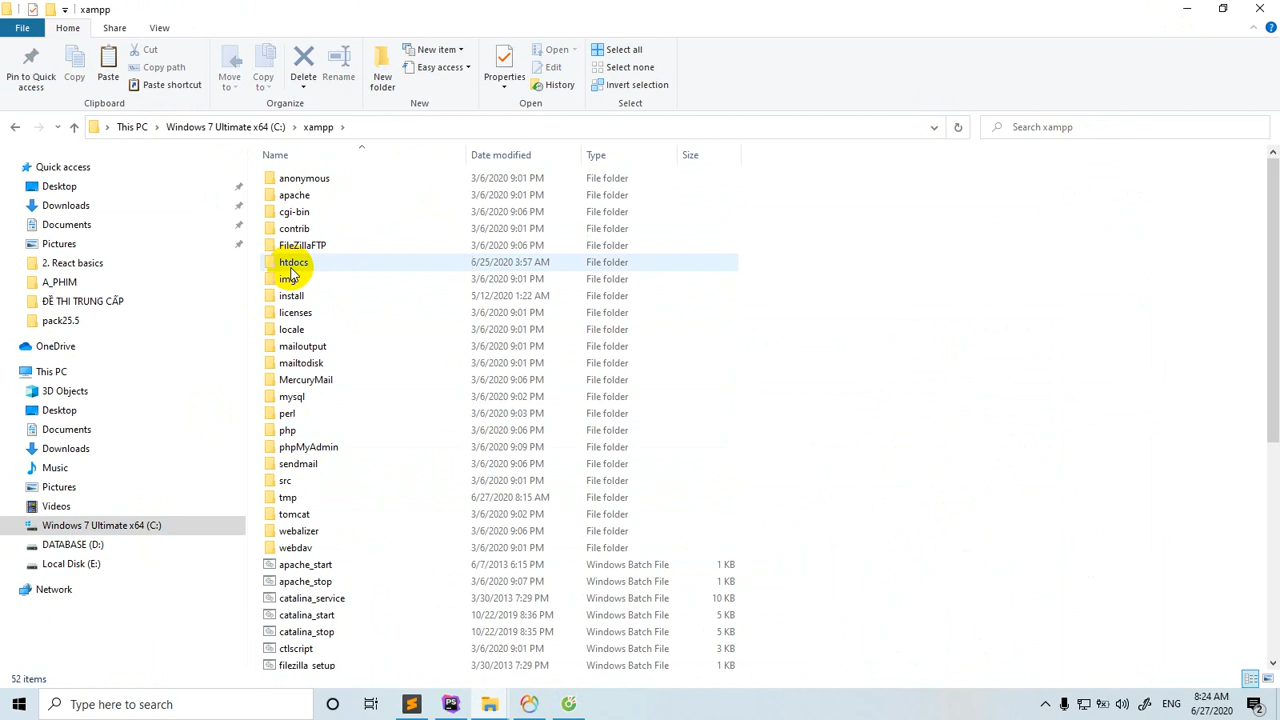 xampp
File Home Share View
Pin to Quick access
Copy
Paste
Cut
Copy path
Paste shortcut
Clipboard
Move to
Copy to
Delete
Rename
Organize
New folder
New item
Easy access
New
Properties
Open
Edit
History
Open
Select all
Select none
Invert selection
Select
This PC Windows 7 Ultimate x64 (C:) xampp
Search xampp
Quick access
Desktop
Downloads
Documents
Pictures
2. React basics
A_PHIM
ĐỀ THI TRUNG CẤP
pack25.5
OneDrive
This PC
3D Objects
Desktop
Documents
Downloads
Music
Pictures
Videos
Windows 7 Ultimate x64 (C:)
DATABASE (D:)
Local Disk (E:)
Network
Name Date modified Type Size
anonymous 3/6/2020 9:01 PM File folder
apache 3/6/2020 9:01 PM File folder
cgi-bin 3/6/2020 9:06 PM File folder
contrib 3/6/2020 9:01 PM File folder
FileZillaFTP 3/6/2020 9:06 PM File folder
htdocs 6/25/2020 3:57 AM File folder
img 3/6/2020 9:01 PM File folder
install 5/12/2020 1:22 AM File folder
licenses 3/6/2020 9:01 PM File folder
locale 3/6/2020 9:01 PM File folder
mailoutput 3/6/2020 9:01 PM File folder
mailtodisk 3/6/2020 9:01 PM File folder
MercuryMail 3/6/2020 9:06 PM File folder
mysql 3/6/2020 9:02 PM File folder
perl 3/6/2020 9:03 PM File folder
php 3/6/2020 9:06 PM File folder
phpMyAdmin 3/6/2020 9:09 PM File folder
sendmail 3/6/2020 9:06 PM File folder
src 3/6/2020 9:01 PM File folder
tmp 6/27/2020 8:15 AM File folder
tomcat 3/6/2020 9:02 PM File folder
webalizer 3/6/2020 9:06 PM File folder
webdav 3/6/2020 9:01 PM File folder
apache_start 6/7/2013 6:15 PM Windows Batch File 1 KB
apache_stop 3/6/2020 9:07 PM Windows Batch File 1 KB
catalina_service 3/30/2013 7:29 PM Windows Batch File 10 KB
catalina_start 10/22/2019 8:36 PM Windows Batch File 5 KB
catalina_stop 10/22/2019 8:35 PM Windows Batch File 5 KB
ctlscript 3/6/2020 9:01 PM Windows Batch File 3 KB
filezilla_setup 3/30/2013 7:29 PM Windows Batch File 1 KB
52 items
Type here to search
ENG
8:24 AM
6/27/2020
2